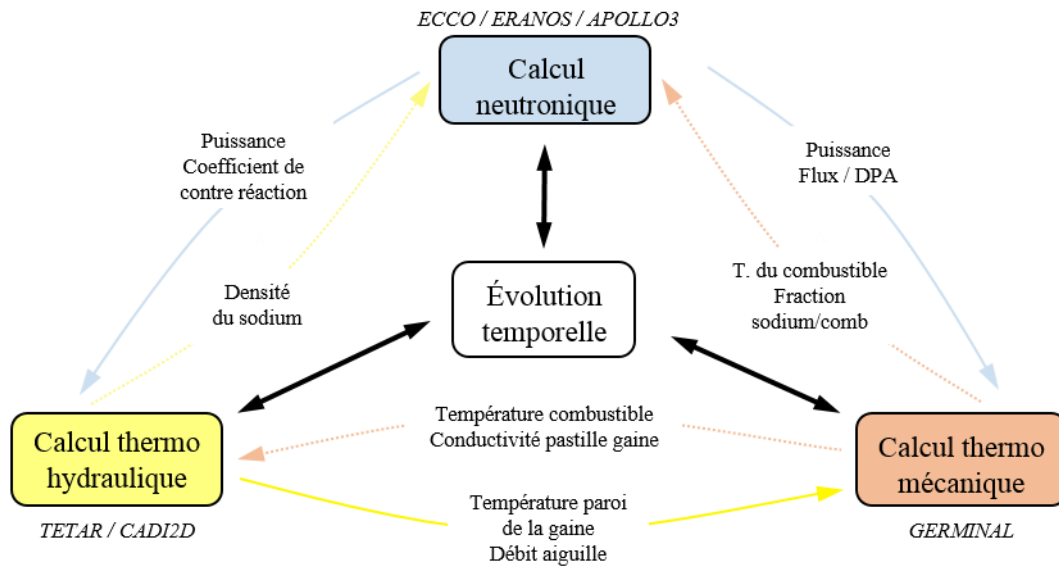 ECCO / ERANOS / APOLLO3
Calcul
neutronique
Puissance
Coefficient de
contre réaction
Puissance
Flux / DPA
Densité
du sodium
Évolution
temporelle
T. du combustible
Fraction
sodium/comb
Calcul thermo
hydraulique
Température combustible
Conductivité pastille gaine
Calcul thermo
mécanique
Température paroi
de la gaine
Débit aiguille
TETAR / CADI2D
GERMINAL